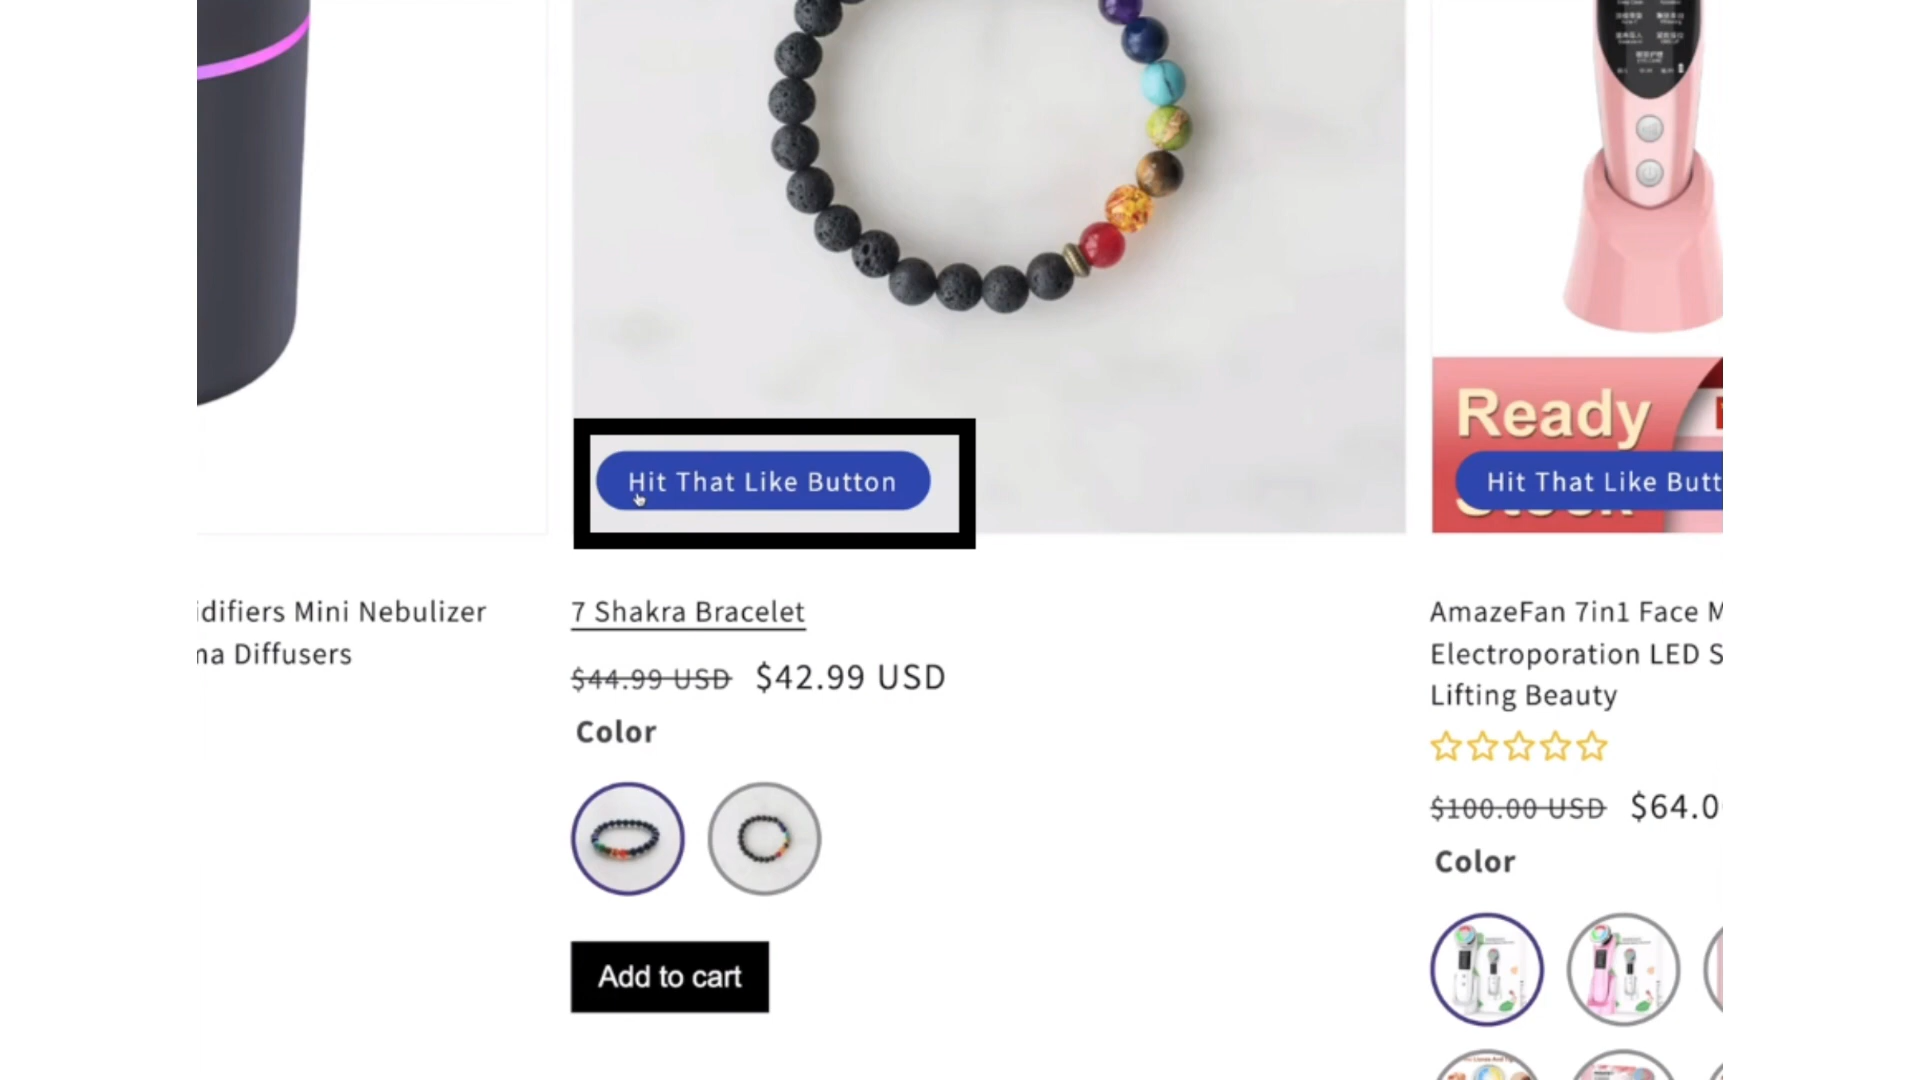 Hit That Like Button
idifiers Mini Nebulizer
na Diffusers
7 Shakra Bracelet
$44.99 USD $42.99 USD
Color
Add to cart
Ready
Stock
Hit That Like Butt
AmazeFan 7in1 Face M
Electroporation LED S
Lifting Beauty
$100.00 USD $64.0
Color